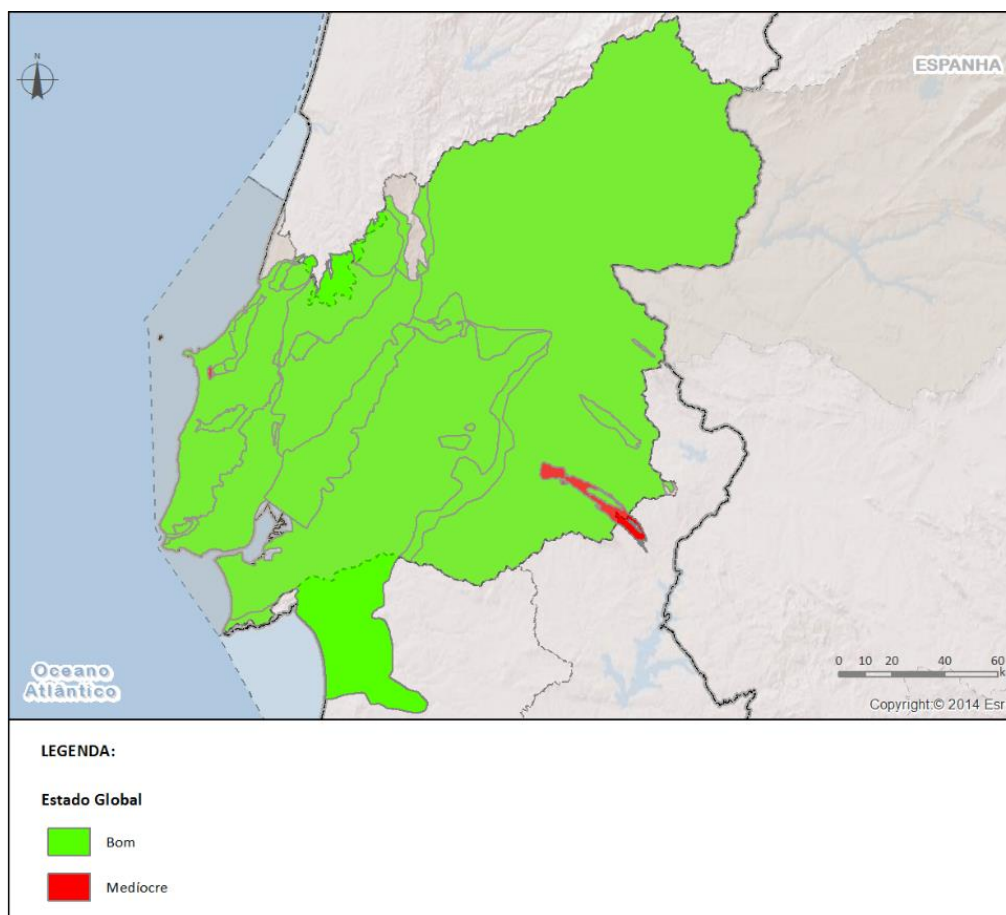 N
ESPANHA
Oceano
Atlântico
0 10 20 40 60
k
Copyright:© 2014 Esr
LEGENDA:
Estado Global
Bom
Medíocre